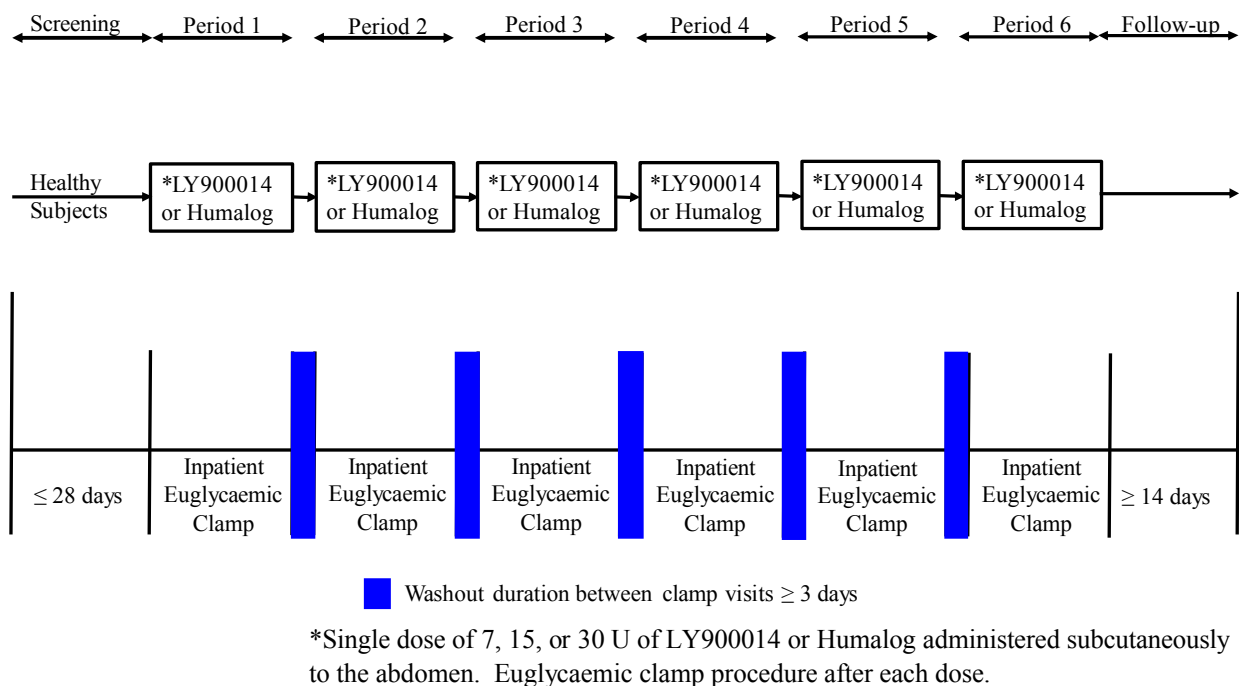 Screening Period 1 Period 2 Period 3 Period 4 Period 5 Period 6 Follow-up
Healthy
Subjects
*LY900014
or Humalog
*LY900014
or Humalog
*LY900014
or Humalog
*LY900014
or Humalog
*LY900014
or Humalog
*LY900014
or Humalog
≤ 28 days
Inpatient
Euglycaemic
Clamp
Inpatient
Euglycaemic
Clamp
Inpatient
Euglycaemic
Clamp
Inpatient
Euglycaemic
Clamp
Inpatient
Euglycaemic
Clamp
Inpatient
Euglycaemic
Clamp
≥ 14 days
Washout duration between clamp visits ≥ 3 days
*Single dose of 7, 15, or 30 U of LY900014 or Humalog administered subcutaneously
to the abdomen. Euglycaemic clamp procedure after each dose.